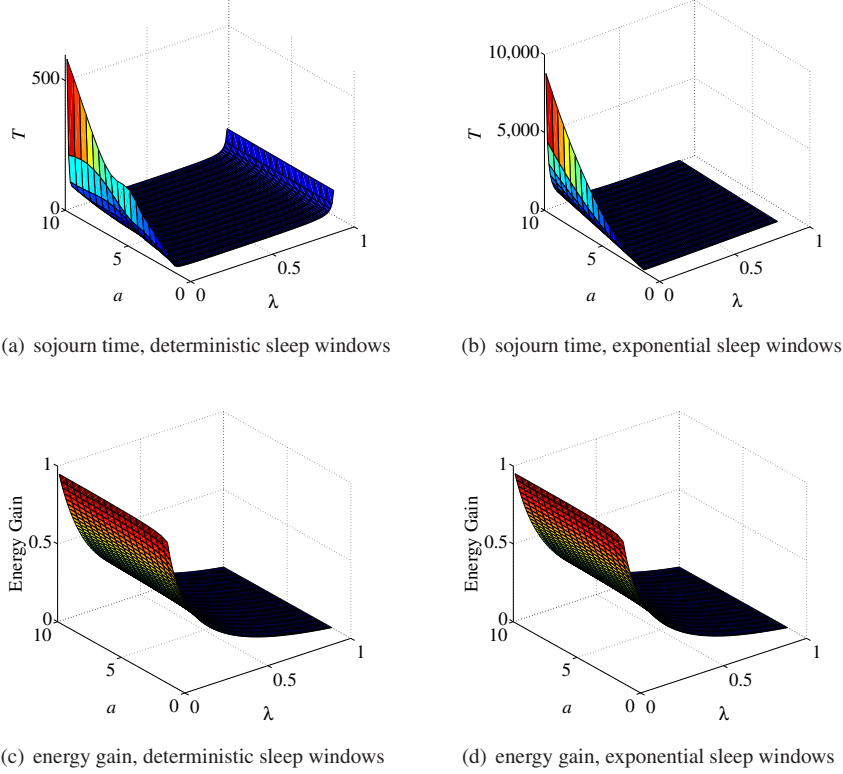 500
T
0
10
5
a
0
0
0.5
λ
1
(a) sojourn time, deterministic sleep windows
10,000
5,000
T
0
10
5
a
0
0
0.5
λ
1
(b) sojourn time, exponential sleep windows
1
0.5
Energy Gain
0
10
5
a
0
0
0.5
λ
1
(c) energy gain, deterministic sleep windows
1
0.5
Energy Gain
0
10
5
a
0
0
0.5
λ
1
(d) energy gain, exponential sleep windows